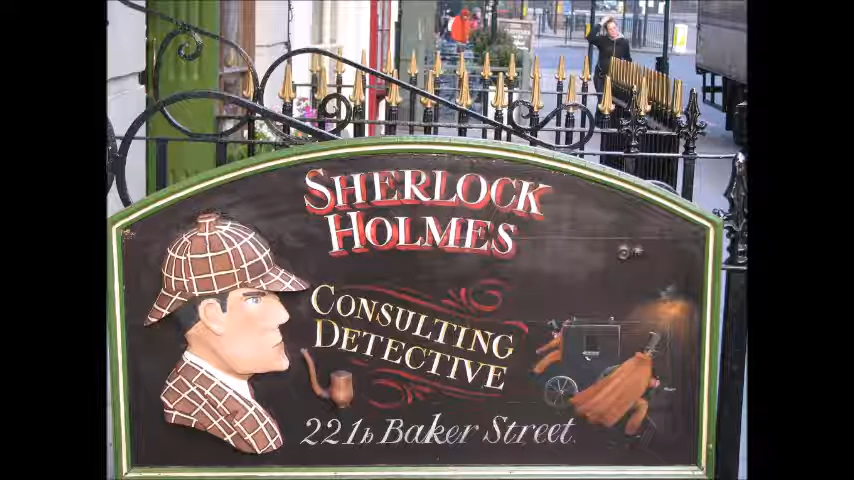 SHERLOCK
HOLMES
CONSULTING
DETECTIVE
221b Baker Street